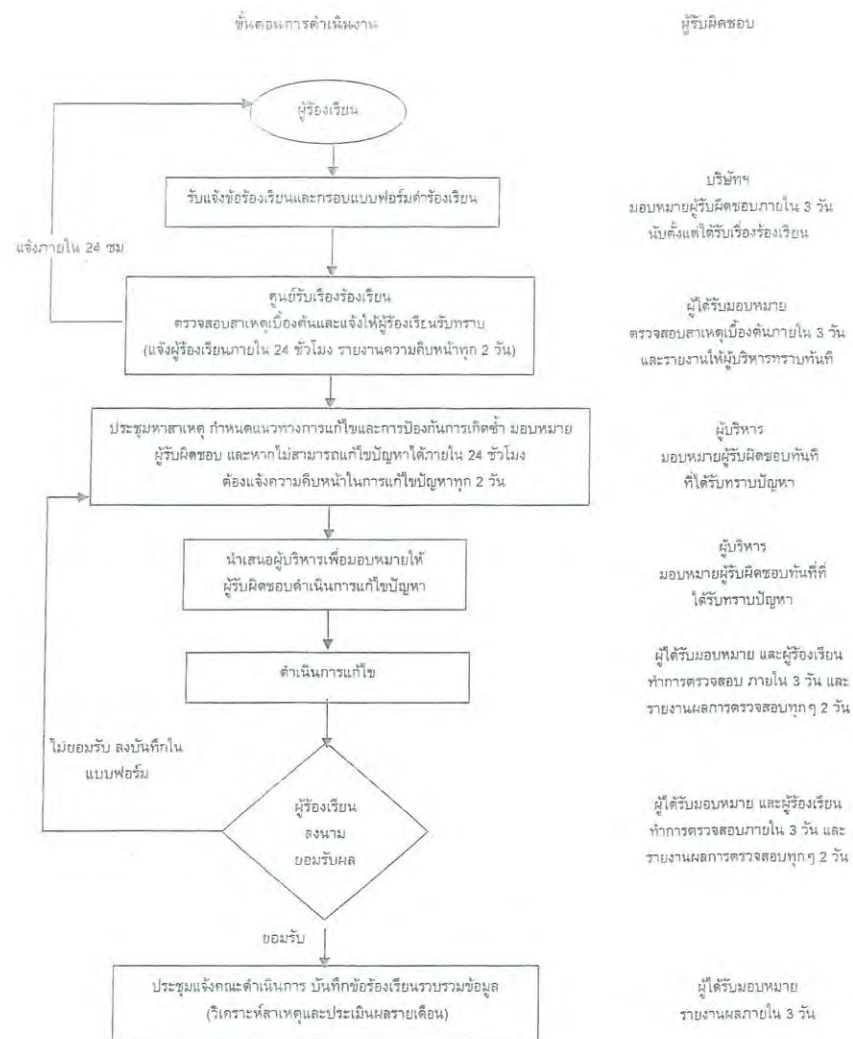 ขั้นตอนการดำเนินงาน
ผู้รับผิดชอบ
ผู้ร้องเรียน
รับแจ้งข้อร้องเรียนและกรอบแบบฟอร์มคำร้องเรียน
บริษัทฯ
มอบหมายผู้รับผิดชอบภายใน 3 วัน
นับตั้งแต่ได้รับเรื่องร้องเรียน
แจ้งภายใน 24 ชม
ศูนย์รับเรื่องร้องเรียน
ตรวจสอบสาเหตุเบื้องต้นและแจ้งให้ผู้ร้องเรียนรับทราบ
(แจ้งผู้ร้องเรียนภายใน 24 ชั่วโมง รายงานความคืบหน้าทุก 2 วัน)
ผู้ได้รับมอบหมาย
ตรวจสอบสาเหตุเบื้องต้นภายใน 3 วัน
และรายงานให้ผู้บริหารทราบทันที
ประชุมหาสาเหตุ กำหนดแนวทางการแก้ไขและการป้องกันการเกิดซ้ำ มอบหมาย
ผู้รับผิดชอบ และหากไม่สามารถแก้ไขปัญหาได้ภายใน 24 ชั่วโมง
ต้องแจ้งความคืบหน้าในการแก้ไขปัญหาทุก 2 วัน
ผู้บริหาร
มอบหมายผู้รับผิดชอบทันที
ที่ได้รับทราบปัญหา
นำเสนอผู้บริหารเพื่อมอบหมายให้
ผู้รับผิดชอบดำเนินการแก้ไขปัญหา
ผู้บริหาร
มอบหมายผู้รับผิดชอบทันทีที่
ได้รับทราบปัญหา
ดำเนินการแก้ไข
ผู้ได้รับมอบหมาย และผู้ร้องเรียน
ทำการตรวจสอบ ภายใน 3 วัน และ
รายงานผลการตรวจสอบทุกๆ 2 วัน
ไม่ยอมรับ ลงบันทึกใน
แบบฟอร์ม
ผู้ร้องเรียน
ลงนาม
ยอมรับผล
ผู้ได้รับมอบหมาย และผู้ร้องเรียน
ทำการตรวจสอบภายใน 3 วัน และ
รายงานผลการตรวจสอบทุกๆ 2 วัน
ยอมรับ
ประชุมแจ้งคณะดำเนินการ บันทึกข้อร้องเรียนรวบรวมข้อมูล
(วิเคราะห์สาเหตุและประเมินผลรายเดือน)
ผู้ได้รับมอบหมาย
รายงานผลภายใน 3 วัน